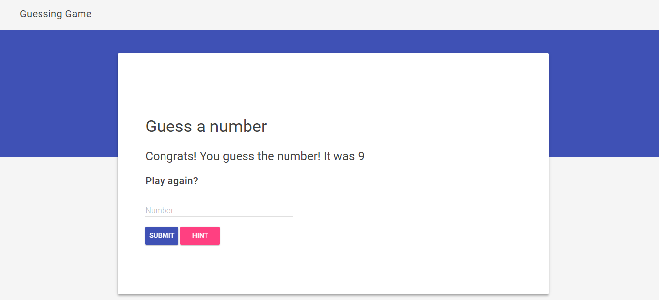 Guessing Game
Guess a number
Congrats! You guess the number! It was 9
Play again?
Number
SUBMIT HINT